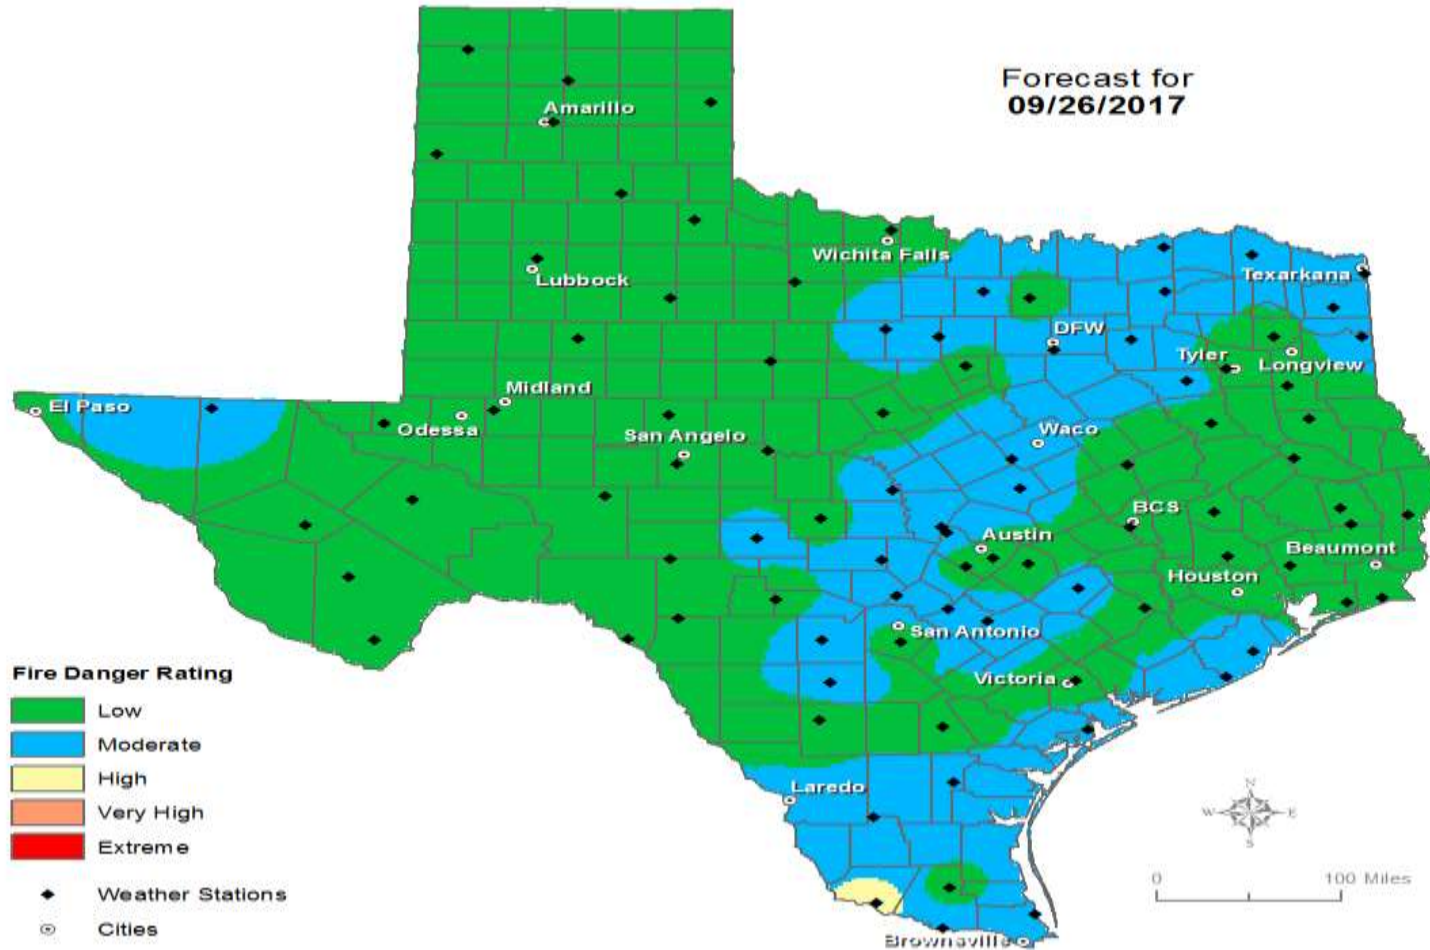 Forecast for
09/26/2017
Amarillo
Wichita Falls
Lubbock
Texarkana
DFW
Tyler
Longview
Midland
El Paso
Odessa
San Angelo
Waco
BCS
Austin
Beaumont
Houston
San Antonio
Victoria
Laredo
Brownsville
Fire Danger Rating
Low
Moderate
High
Very High
Extreme
Weather Stations
Cities
N
W E
S
0 100 Miles